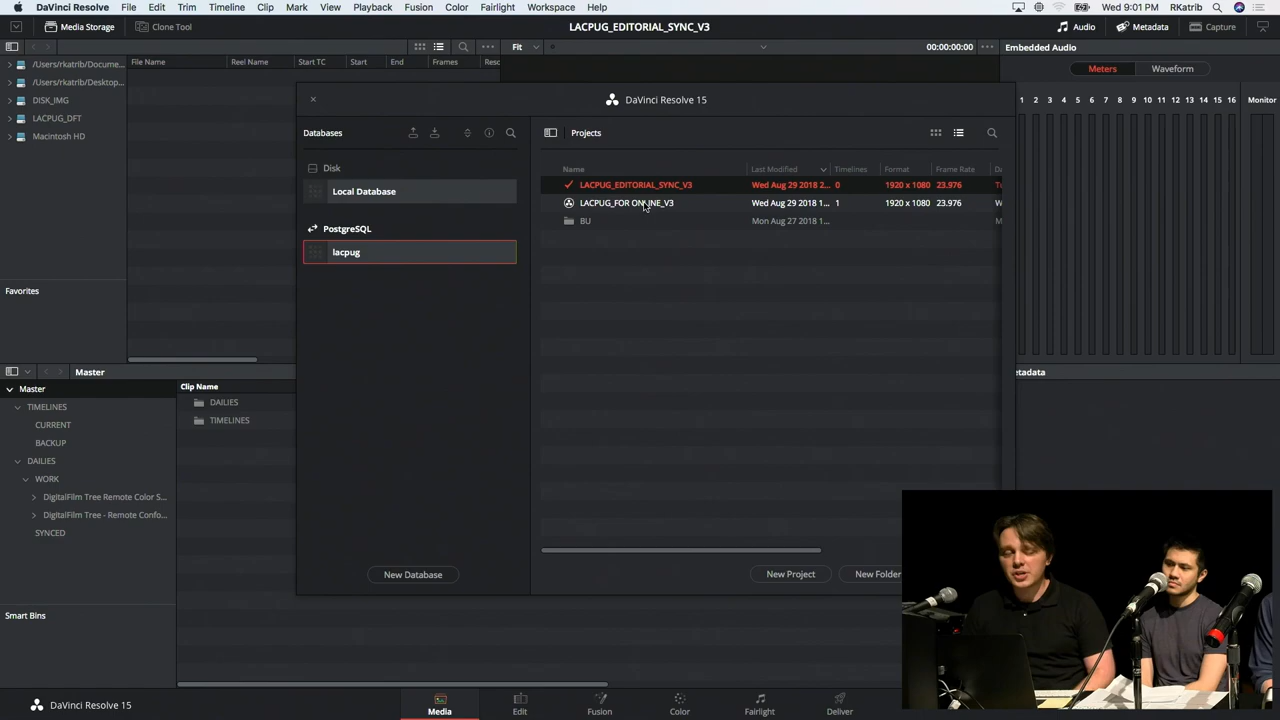 DaVinci Resolve File Edit Trim Timeline Clip Mark View Playback Fusion Color Fairlight Workspace Help Wed 9:01 PM RKatrib
Media Storage Clone Tool LACPUG_EDITORIAL_SYNC_V3 Audio Metadata Capture
Fit 00:00:00:00 Embedded Audio
/Users/rkatrib/Docume... File Name Reel Name Start TC Start End Frames Resc
Meters Waveform
/Users/rkatrib/Desktop...
DISK_IMG
LACPUG_DFT
Macintosh HD
1 2 3 4 5 6 7 8 9 10 11 12 13 14 15 16 Monitor
DaVinci Resolve 15
Databases
Projects
Disk
Local Database
PostgreSQL
lacpug
Name Last Modified Timelines Format Frame Rate Da
LACPUG_EDITORIAL_SYNC_V3 Wed Aug 29 2018 2... 0 1920 x 1080 23.976 Tu
LACPUG_FOR ONLINE_V3 Wed Aug 29 2018 1... 1 1920 x 1080 23.976 W
BU Mon Aug 27 2018 1... M
New Database
New Project
New Folder
Favorites
Master
etadata
Master
TIMELINES
CURRENT
BACKUP
DAILIES
WORK
DigitalFilm Tree Remote Color S...
DigitalFilm Tree - Remote Confo...
SYNCED
Clip Name
DAILIES
TIMELINES
Smart Bins
DaVinci Resolve 15
Media
Edit
Fusion
Color
Fairlight
Deliver